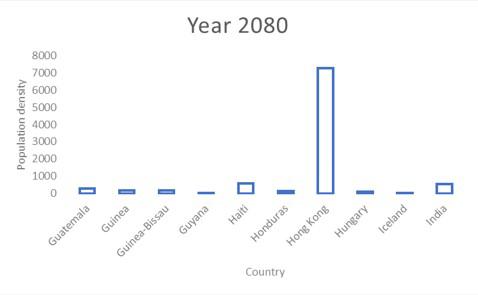 Year 2080
Population density
8000
7000
6000
5000
4000
3000
2000
1000
0
Guatemala
Guinea
Guinea-Bissau
Guyana
Haiti
Honduras
Hong Kong
Hungary
Iceland
India
Country